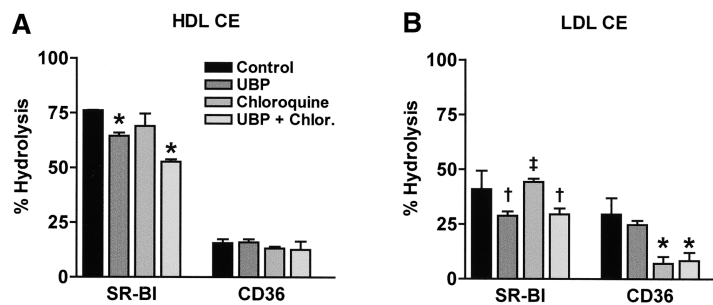 A
HDL CE
% Hydrolysis
100
75
50
25
0
* *
SR-BI CD36
Control
UBP
Chloroquine
UBP + Chlor.
B
LDL CE
% Hydrolysis
100
75
50
25
0
† ‡ † * *
SR-BI CD36